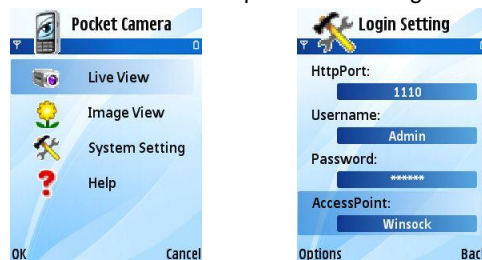 Pocket Camera
Live View
Image View
System Setting
Help
OK Cancel
Login Setting
HttpPort:
1110
Username:
Admin
Password:
******
AccessPoint:
Winsock
Options Bac